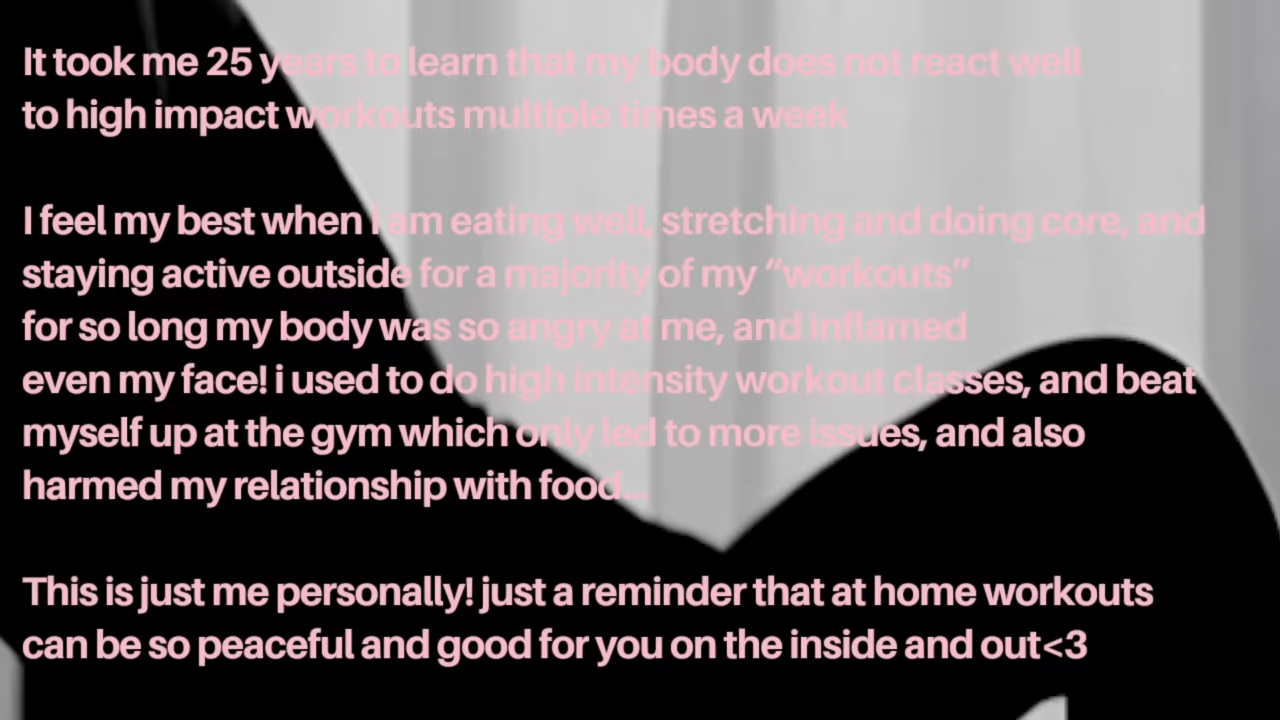 It took me 25 years to learn that my body does not react well
to high impact workouts multiple times a week
I feel my best when i am eating well, stretching and doing core, and
staying active outside for a majority of my “workouts”
for so long my body was so angry at me, and inflamed
even my face! i used to do high intensity workout classes, and beat
myself up at the gym which only led to more issues, and also
harmed my relationship with food...
This is just me personally! just a reminder that at home workouts
can be so peaceful and good for you on the inside and out<3